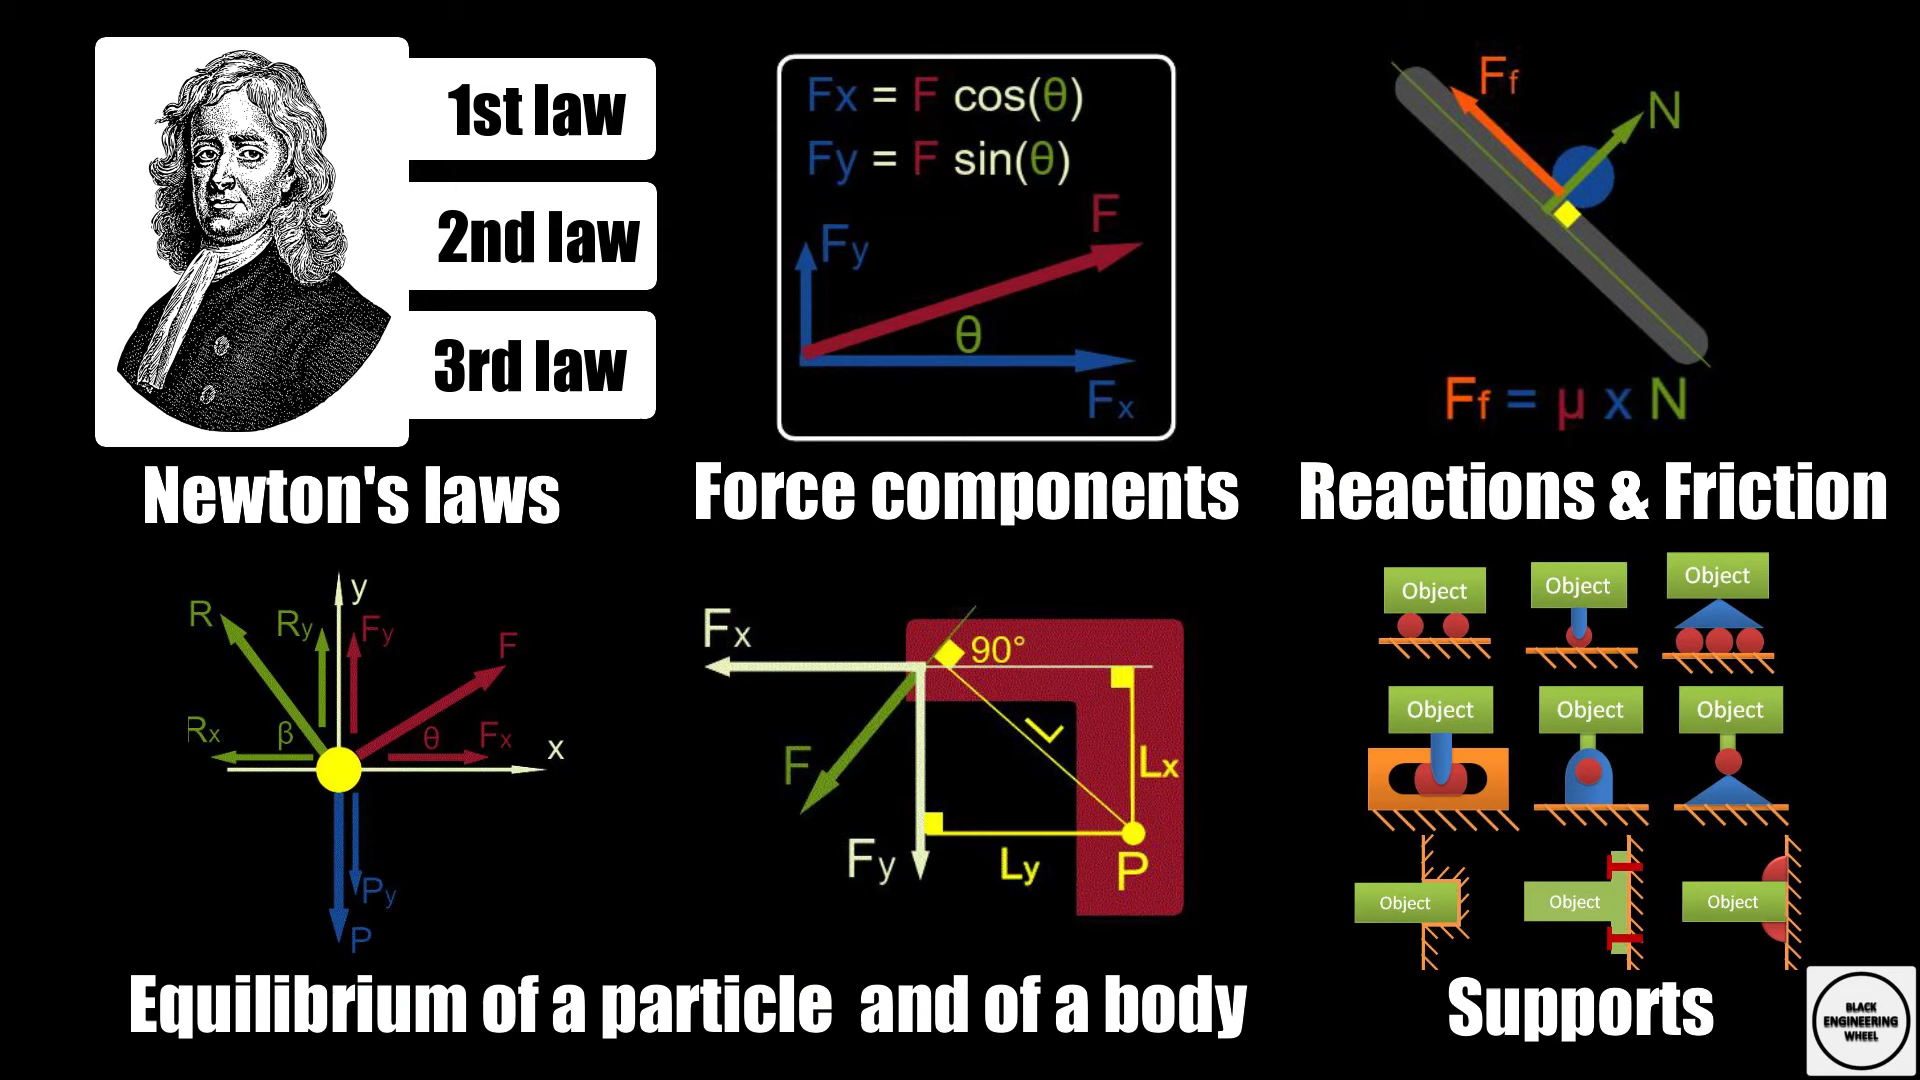 1st law
2nd law
3rd law
Newton's laws
Fx = F cos(θ)
Fy = F sin(θ)
F
Fy
θ
Fx
Force components
Ff
N
Ff = µ x N
Reactions & Friction
y
R
Ry
Fy
F
Rx
β
θ
Fx
x
Py
P
Fx
90°
F
L
Lx
Fy
Ly
P
Equilibrium of a particle and of a body
Object
Object
Object
Object
Object
Object
Object
Object
Object
Supports
BLACK
ENGINEERING
WHEEL